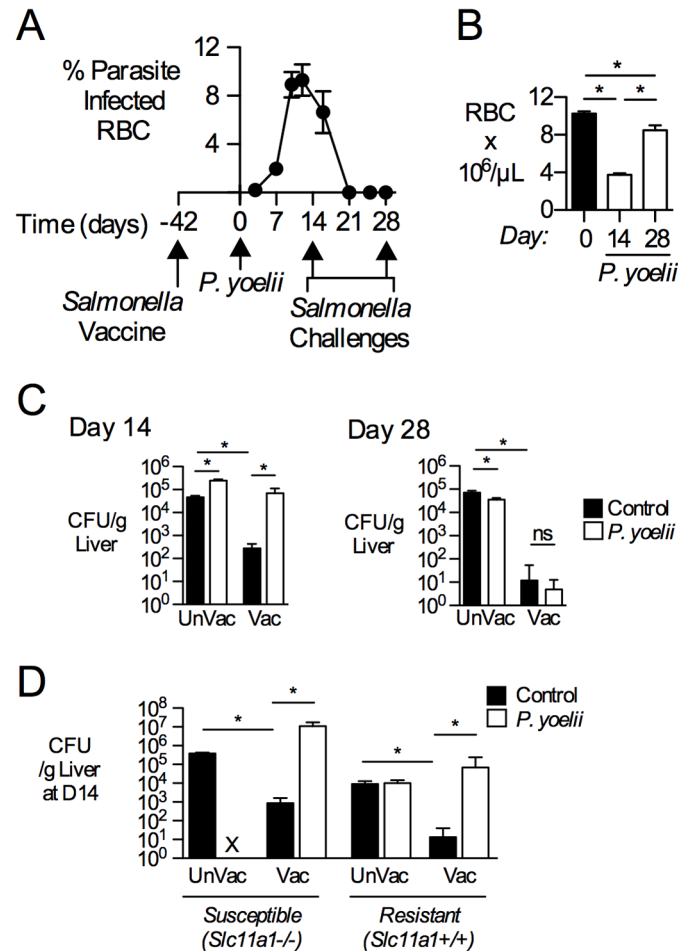 A
% Parasite
Infected
RBC
12
8
4
Time (days) -42 0 7 14 21 28
Salmonella
Vaccine
P. yoelii
Salmonella
Challenges
B
RBC
x
10⁶/µL
12
8
4
0
* 
* *
Day: 0 14 28
P. yoelii
C
Day 14
CFU/g
Liver
10⁶
10⁵
10⁴
10³
10²
10¹
10⁰
*
* *
UnVac Vac
Day 28
CFU/g
Liver
10⁶
10⁵
10⁴
10³
10²
10¹
10⁰
*
*
ns
UnVac Vac
Control
P. yoelii
D
CFU
/g Liver
at D14
10⁸
10⁷
10⁶
10⁵
10⁴
10³
10²
10¹
10⁰
* *
* *
X
UnVac Vac UnVac Vac
Susceptible
(Slc11a1-/-)
Resistant
(Slc11a1+/+)
Control
P. yoelii